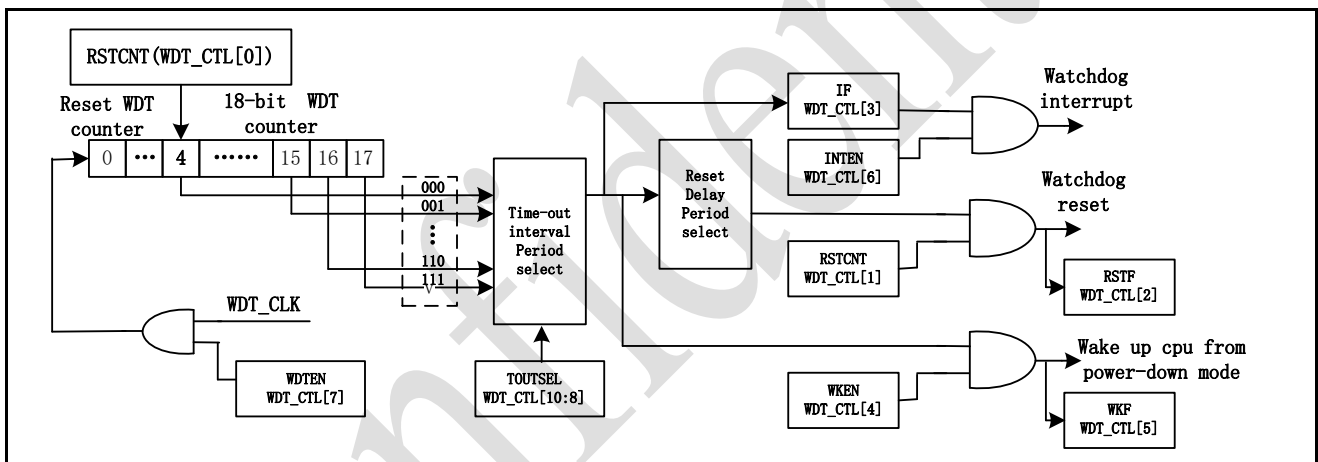 RSTCNT(WDT_CTL[0])
Reset WDT
counter
18-bit WDT
counter
0 ··· 4 ······ 15 16 17
000
001
⋮
110
111
V
Time-out
interval
Period
select
Reset
Delay
Period
select
IF
WDT_CTL[3]
INTEN
WDT_CTL[6]
Watchdog
interrupt
Watchdog
reset
RSTCNT
WDT_CTL[1]
RSTF
WDT_CTL[2]
WDT_CLK
WDTEN
WDT_CTL[7]
TOUTSEL
WDT_CTL[10:8]
WKEN
WDT_CTL[4]
Wake up cpu from
power-down mode
WKF
WDT_CTL[5]
nfident